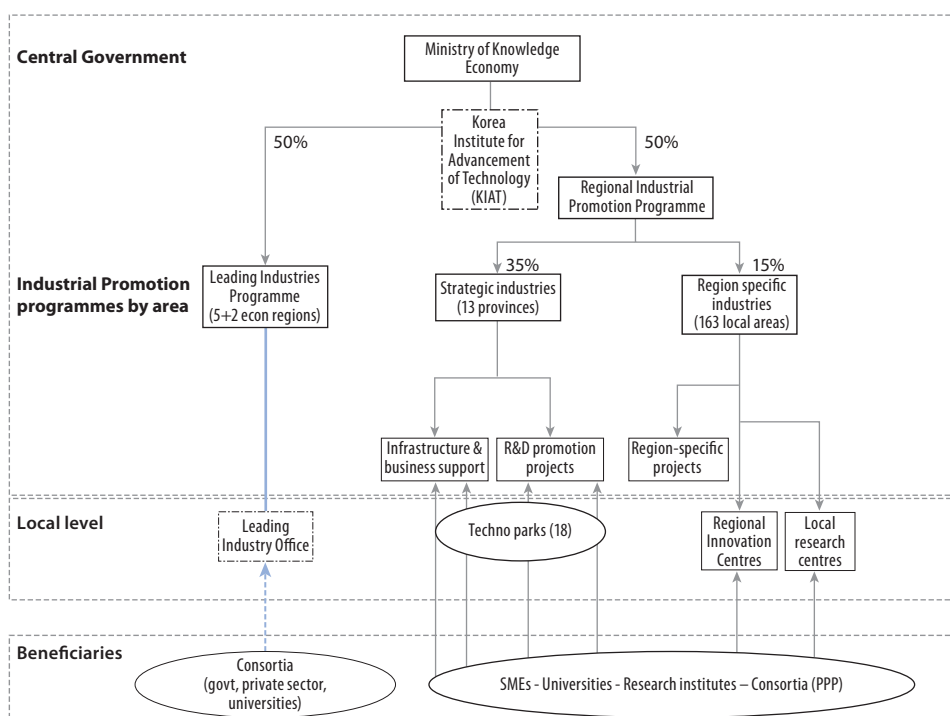 Central Government
Ministry of Knowledge
Economy
Korea
Institute for
Advancement
of Technology
(KIAT)
50%
50%
Regional Industrial
Promotion Programme
Industrial Promotion
programmes by area
Leading Industries
Programme
(5+2 econ regions)
35%
Strategic industries
(13 provinces)
15%
Region specific
industries
(163 local areas)
Infrastructure &
business support
R&D promotion
projects
Region-specific
projects
Local level
Leading
Industry Office
Techno parks (18)
Regional
Innovation
Centres
Local
research
centres
Beneficiaries
Consortia
(govt, private sector,
universities)
SMEs - Universities - Research institutes – Consortia (PPP)